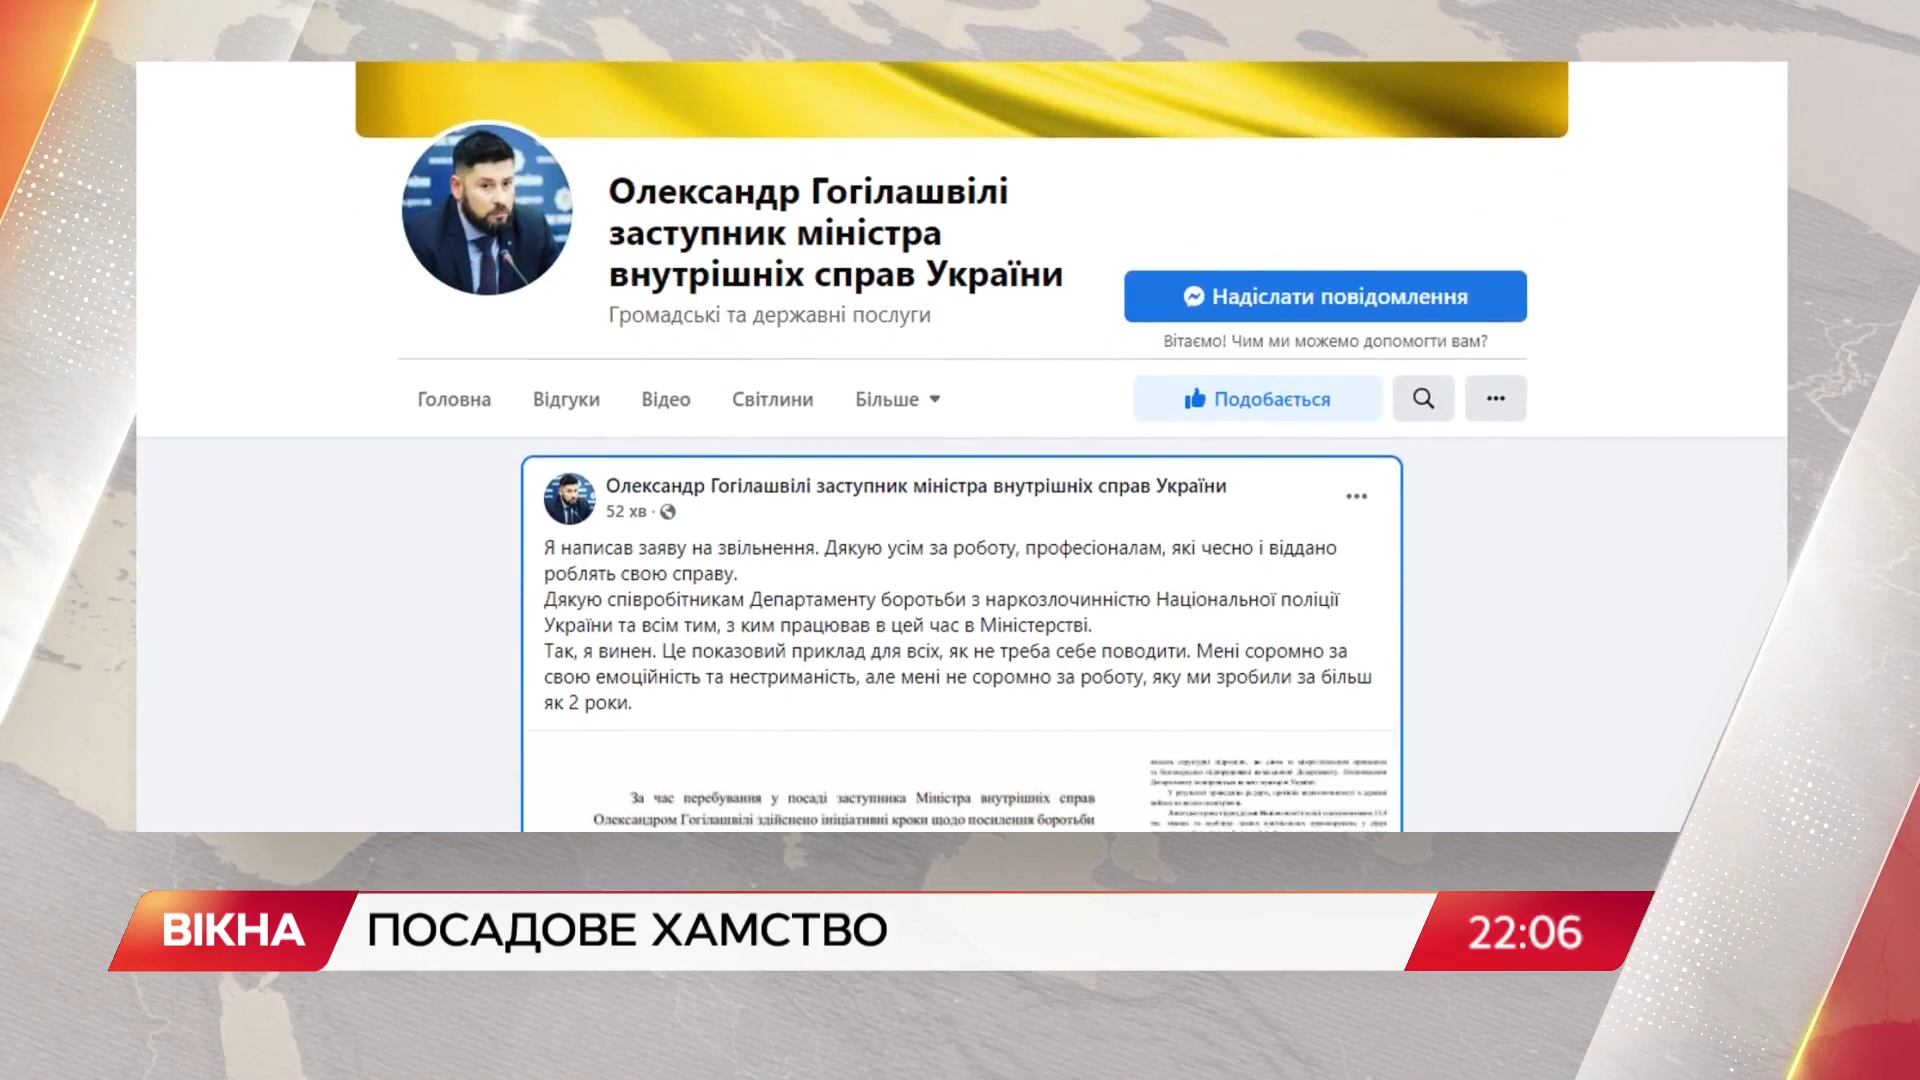 Олександр Гогілашвілі
заступник міністра
внутрішніх справ України
Громадські та державні послуги
Надіслати повідомлення
Вітаємо! Чим ми можемо допомогти вам?
Головна Відгуки Відео Світлини Більше
Подобається
Олександр Гогілашвілі заступник міністра внутрішніх справ України
52 хв ·
Я написав заяву на звільнення. Дякую усім за роботу, професіоналам, які чесно і віддано
роблять свою справу.
Дякую співробітникам Департаменту боротьби з наркозлочинністю Національної поліції
України та всім тим, з ким працював в цей час в Міністерстві.
Так, я винен. Це показовий приклад для всіх, як не треба себе поводити. Мені соромно за
свою емоційність та нестриманість, але мені не соромно за роботу, яку ми зробили за більш
як 2 роки.
За час перебування у посаді заступника Міністра внутрішніх справ
Олександром Гогілашвілі здійснено ініціативні кроки щодо посилення боротьби
ВІКНА
ПОСАДОВЕ ХАМСТВО
22:06